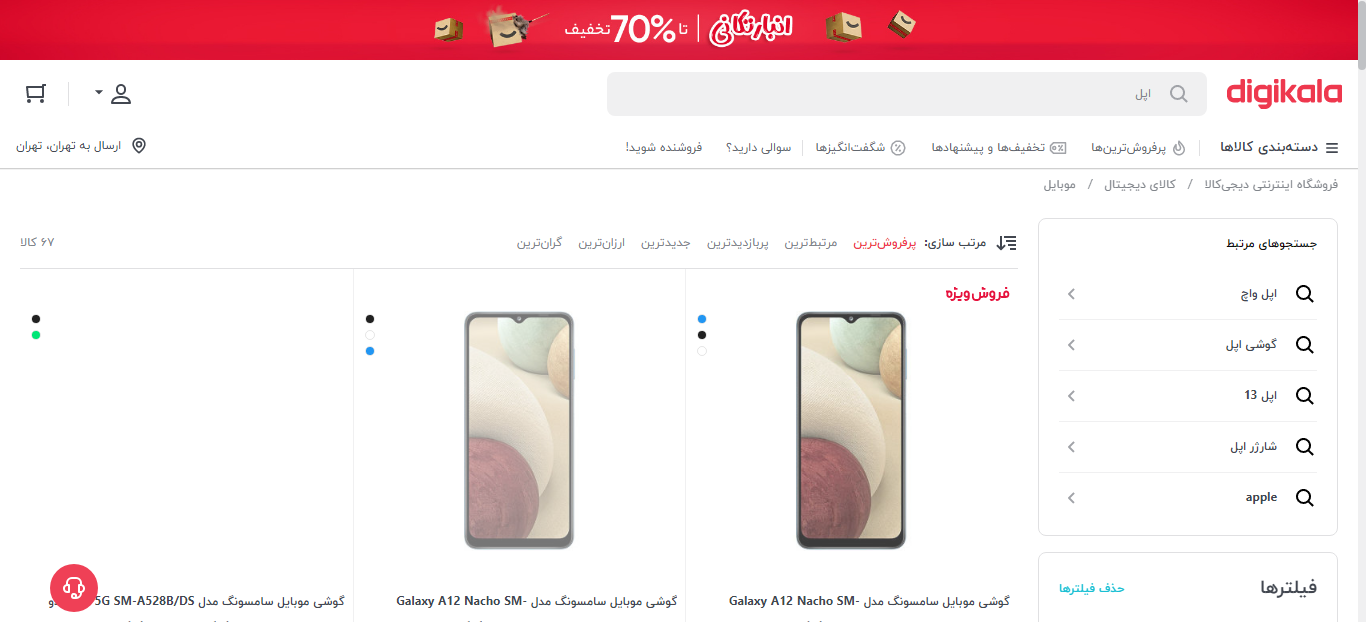 انبارتکانی | تا 70% تخفیف
digikala
اپل
دسته‌بندی کالاها
پرفروش‌ترین‌ها
تخفیف‌ها و پیشنهادها
شگفت‌انگیزها
سوالی دارید؟
فروشنده شوید!
ارسال به تهران، تهران
فروشگاه اینترنتی دیجی‌کالا / کالای دیجیتال / موبایل
جستجوهای مرتبط
اپل واچ
گوشی اپل
اپل 13
شارژر اپل
apple
فیلترها
حذف فیلترها
مرتب سازی: پرفروش‌ترین مرتبط‌ترین پربازدیدترین جدیدترین ارزان‌ترین گران‌ترین
۶۷ کالا
فروش ویژه
گوشی موبایل سامسونگ مدل Galaxy A12 Nacho SM-
گوشی موبایل سامسونگ مدل Galaxy A12 Nacho SM-
گوشی موبایل سامسونگ مدل 5G SM-A528B/DS دو